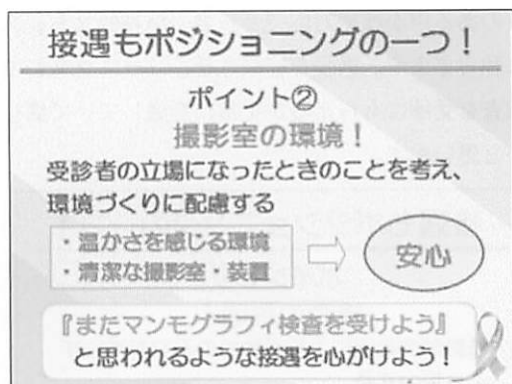 接遇もポジショニングの一つ！
ポイント②
撮影室の環境！
受診者の立場になったときのことを考え、
環境づくりに配慮する
・温かさを感じる環境
・清潔な撮影室・装置
安心
『またマンモグラフィ検査を受けよう』
と思われるような接遇を心がけよう！